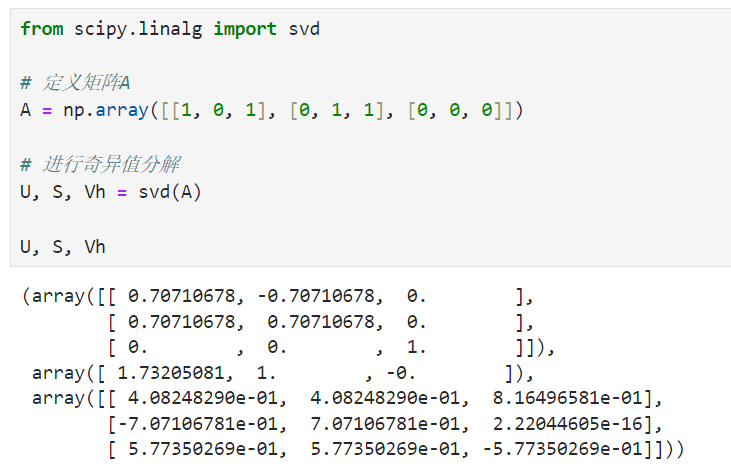 from scipy.linalg import svd
# 定义矩阵A
A = np.array([[1, 0, 1], [0, 1, 1], [0, 0, 0]])
# 进行奇异值分解
U, S, Vh = svd(A)
U, S, Vh
(array([[ 0.70710678, -0.70710678,  0.        ],
        [ 0.70710678,  0.70710678,  0.        ],
        [ 0.        ,  0.        ,  1.        ]]),
 array([ 1.73205081,  1.        , -0.        ]),
 array([[ 4.08248290e-01,  4.08248290e-01,  8.16496581e-01],
        [-7.07106781e-01,  7.07106781e-01,  2.22044605e-16],
        [ 5.77350269e-01,  5.77350269e-01, -5.77350269e-01]]))